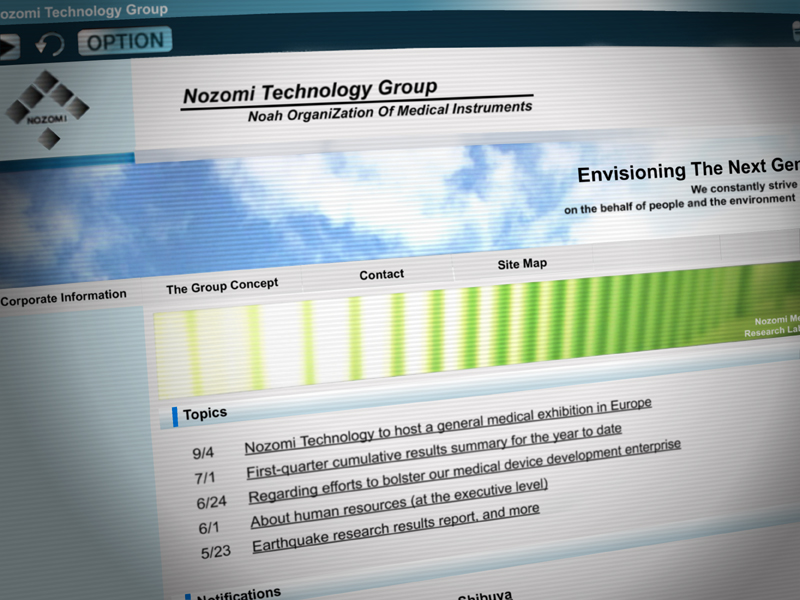 ozomi Technology Group
OPTION
NOZOMI
Nozomi Technology Group
Noah OrganiZation Of Medical Instruments
Envisioning The Next Gen
We constantly strive
on the behalf of people and the environment
Corporate Information
The Group Concept
Contact
Site Map
Nozomi Me
Research Lab
Topics
9/4 Nozomi Technology to host a general medical exhibition in Europe
7/1 First-quarter cumulative results summary for the year to date
6/24 Regarding efforts to bolster our medical device development enterprise
6/1 About human resources (at the executive level)
5/23 Earthquake research results report, and more
Notifications
Shibuya